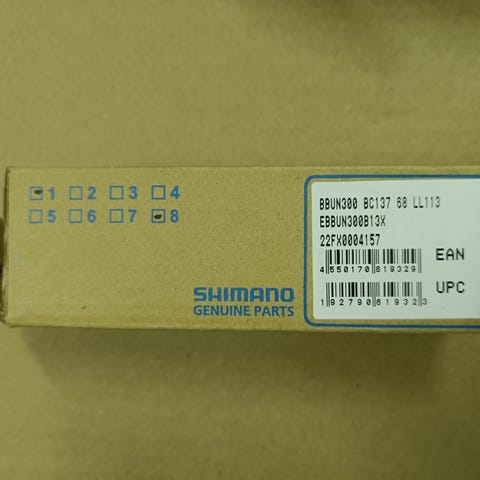 1 2 3 4
5 6 7 8
SHIMANO
GENUINE PARTS
BBUN300 BC137 68 LL113
EBBUN300B13X
22FX0004157
EAN
4 550170 619329
UPC
1 92790 61932 3